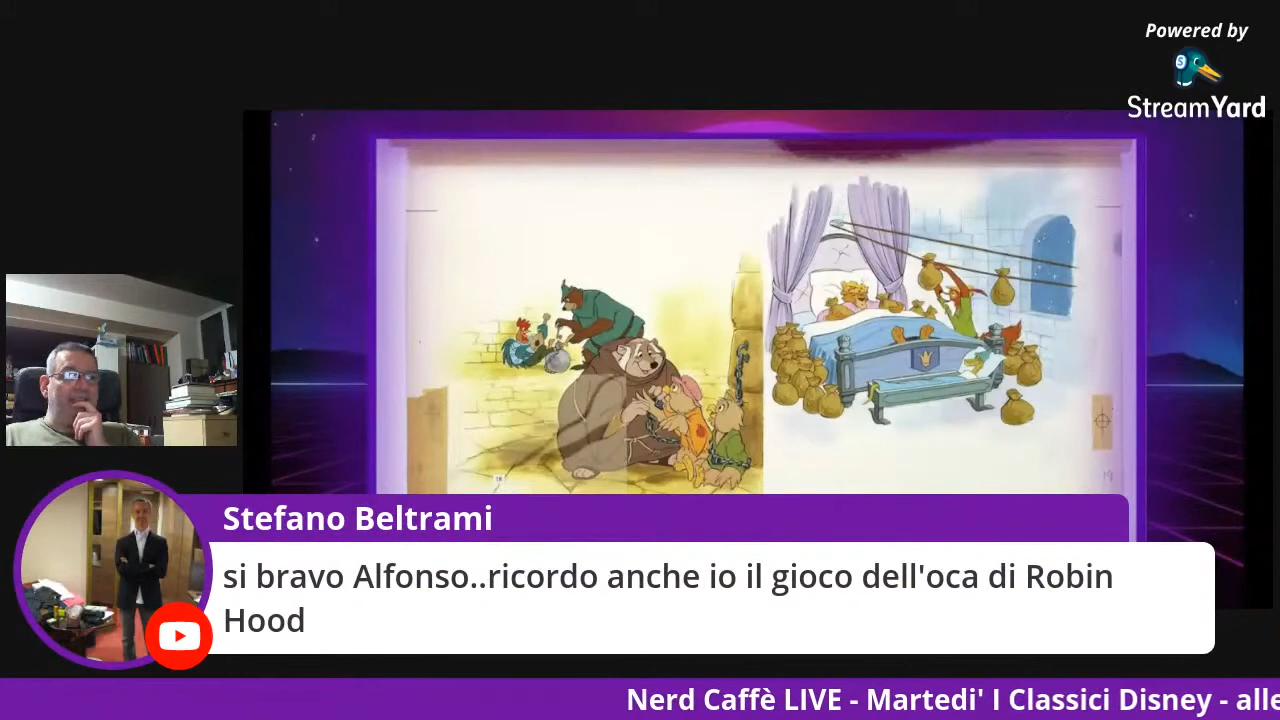 Powered by
StreamYard
Stefano Beltrami
si bravo Alfonso..ricordo anche io il gioco dell'oca di Robin
Hood
Nerd Caffè LIVE - Martedi' I Classici Disney - alle